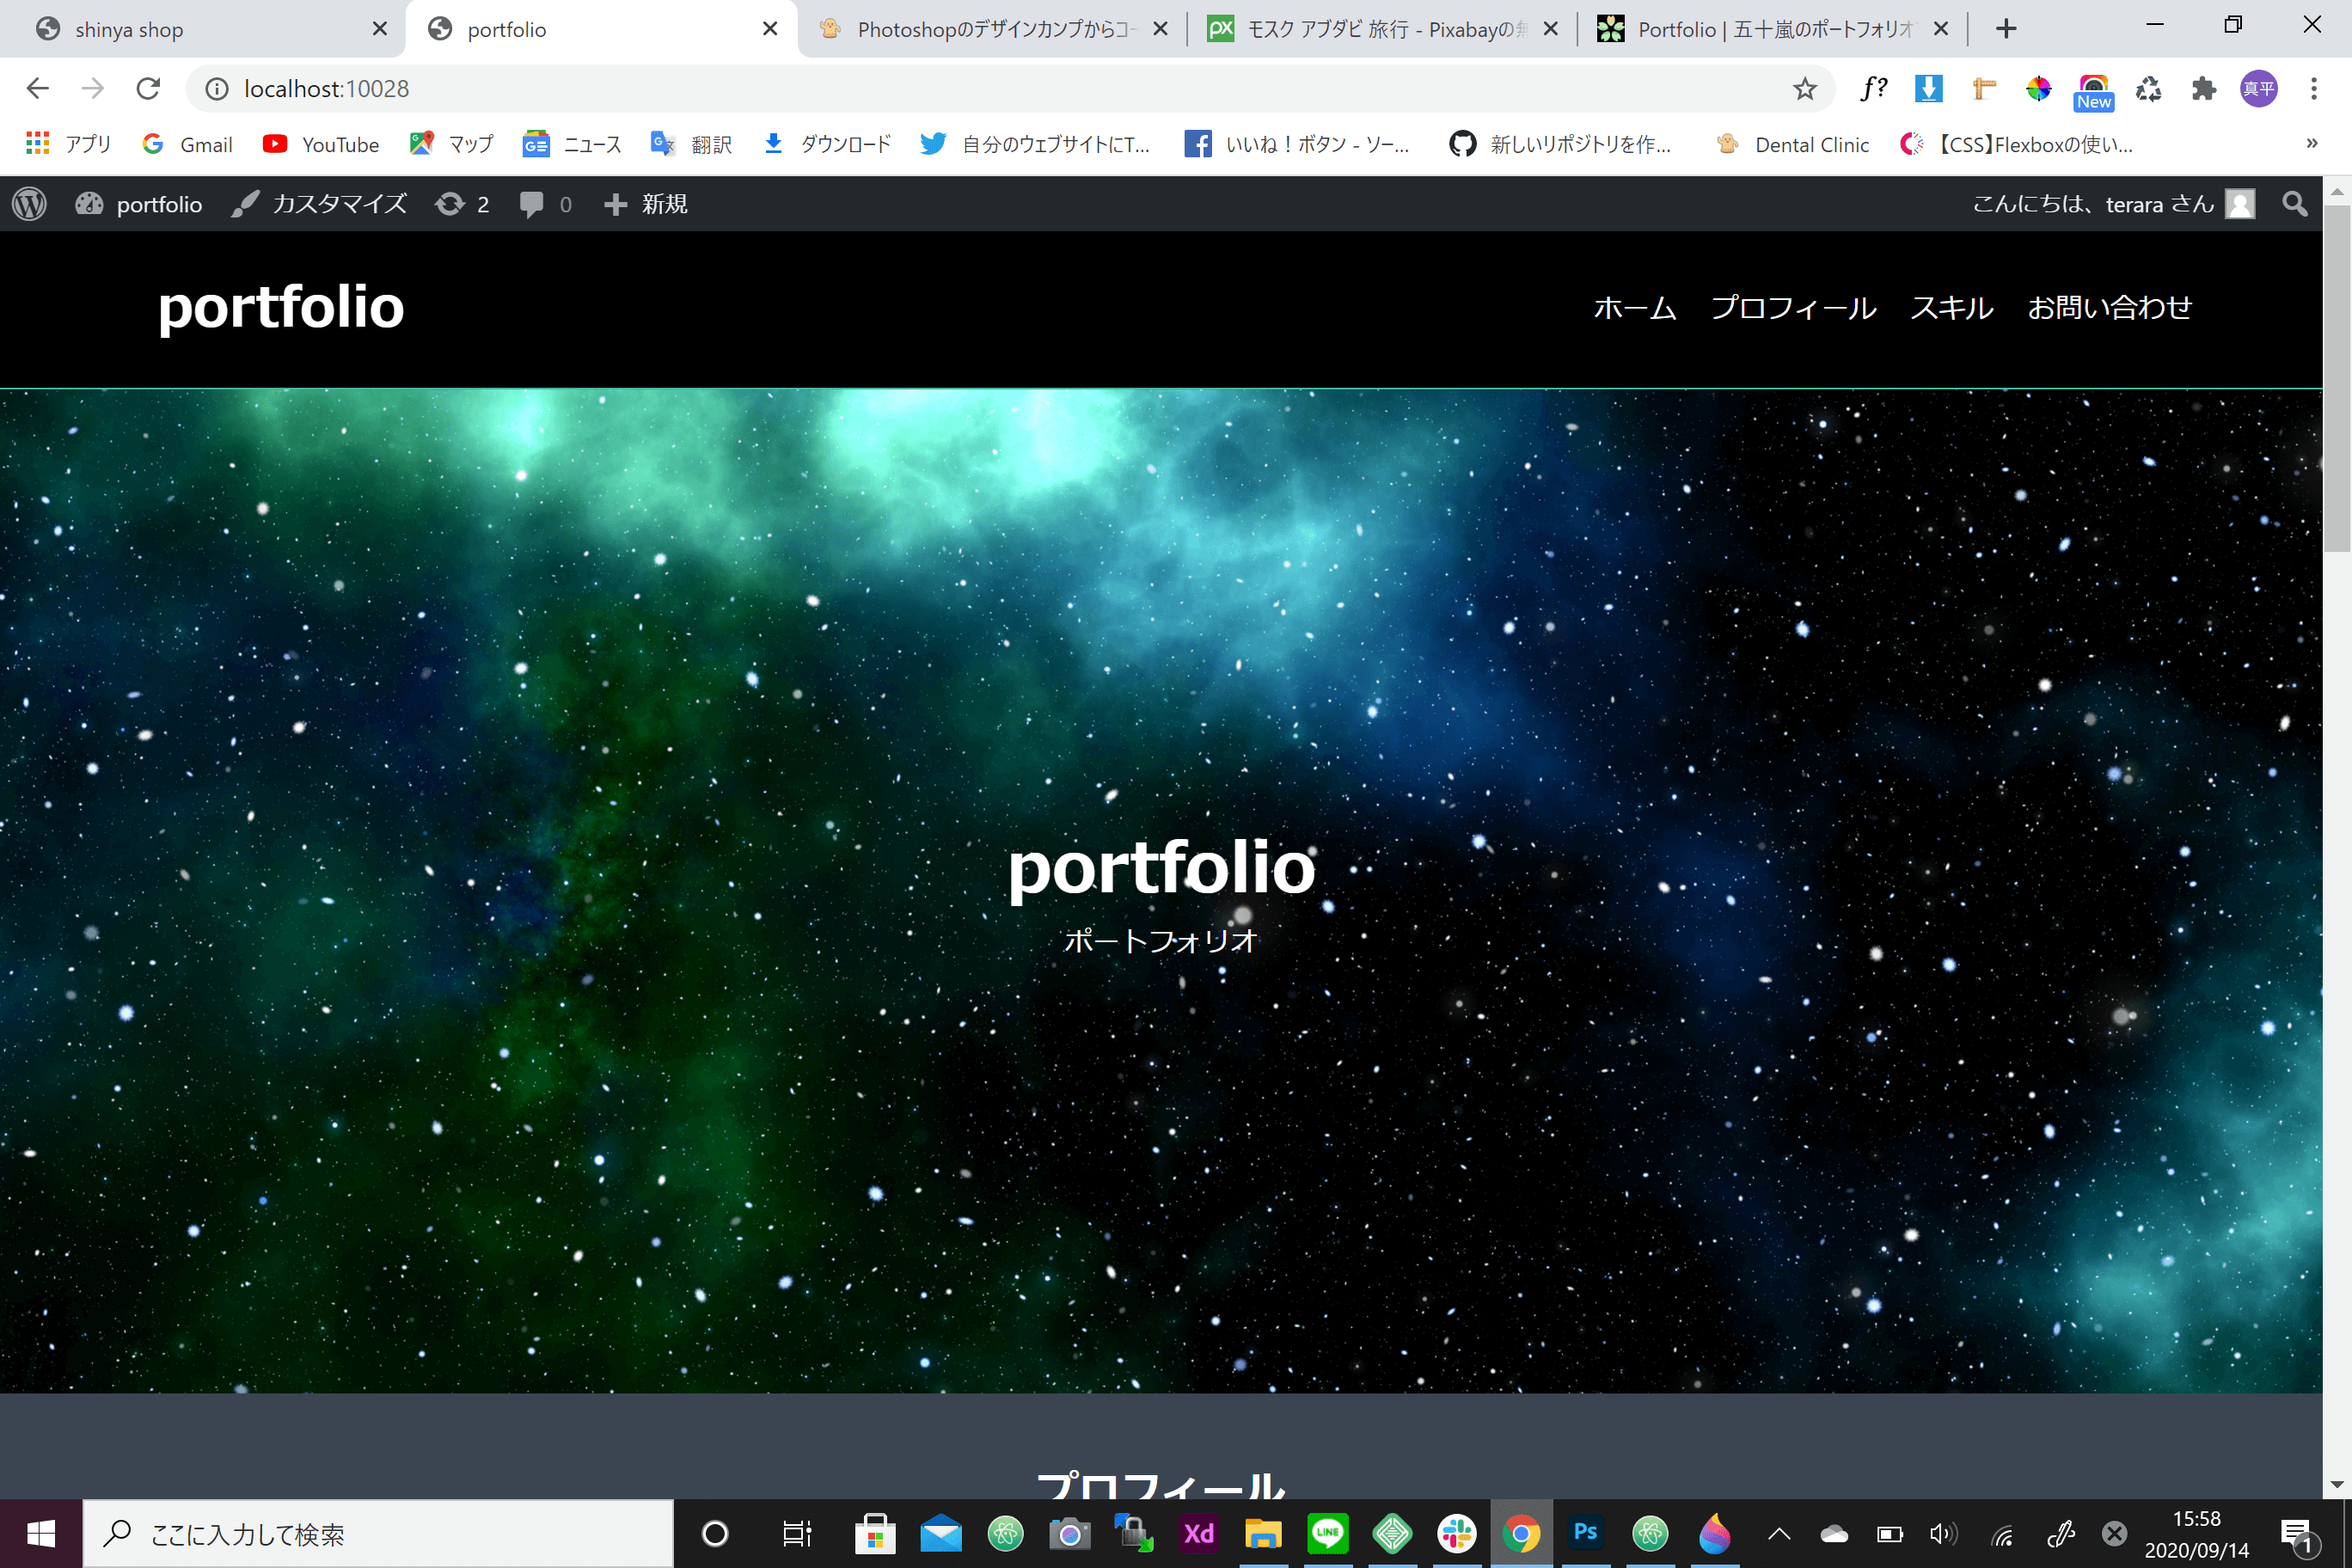 shinya shop
portfolio
Photoshopのデザインカンプからコー
モスク アブダビ 旅行 - Pixabayの無
Portfolio | 五十嵐のポートフォリオ
localhost:10028
f?
New
真平
アプリ
Gmail
YouTube
マップ
ニュース
翻訳
ダウンロード
自分のウェブサイトにT...
いいね！ボタン - ソー...
新しいリポジトリを作...
Dental Clinic
【CSS】Flexboxの使い...
»
portfolio
カスタマイズ
2
0
新規
こんにちは、terara さん
portfolio
ホーム
プロフィール
スキル
お問い合わせ
portfolio
ポートフォリオ
プロフィール
ここに入力して検索
Xd
LINE
Ps
15:58
2020/09/14
1